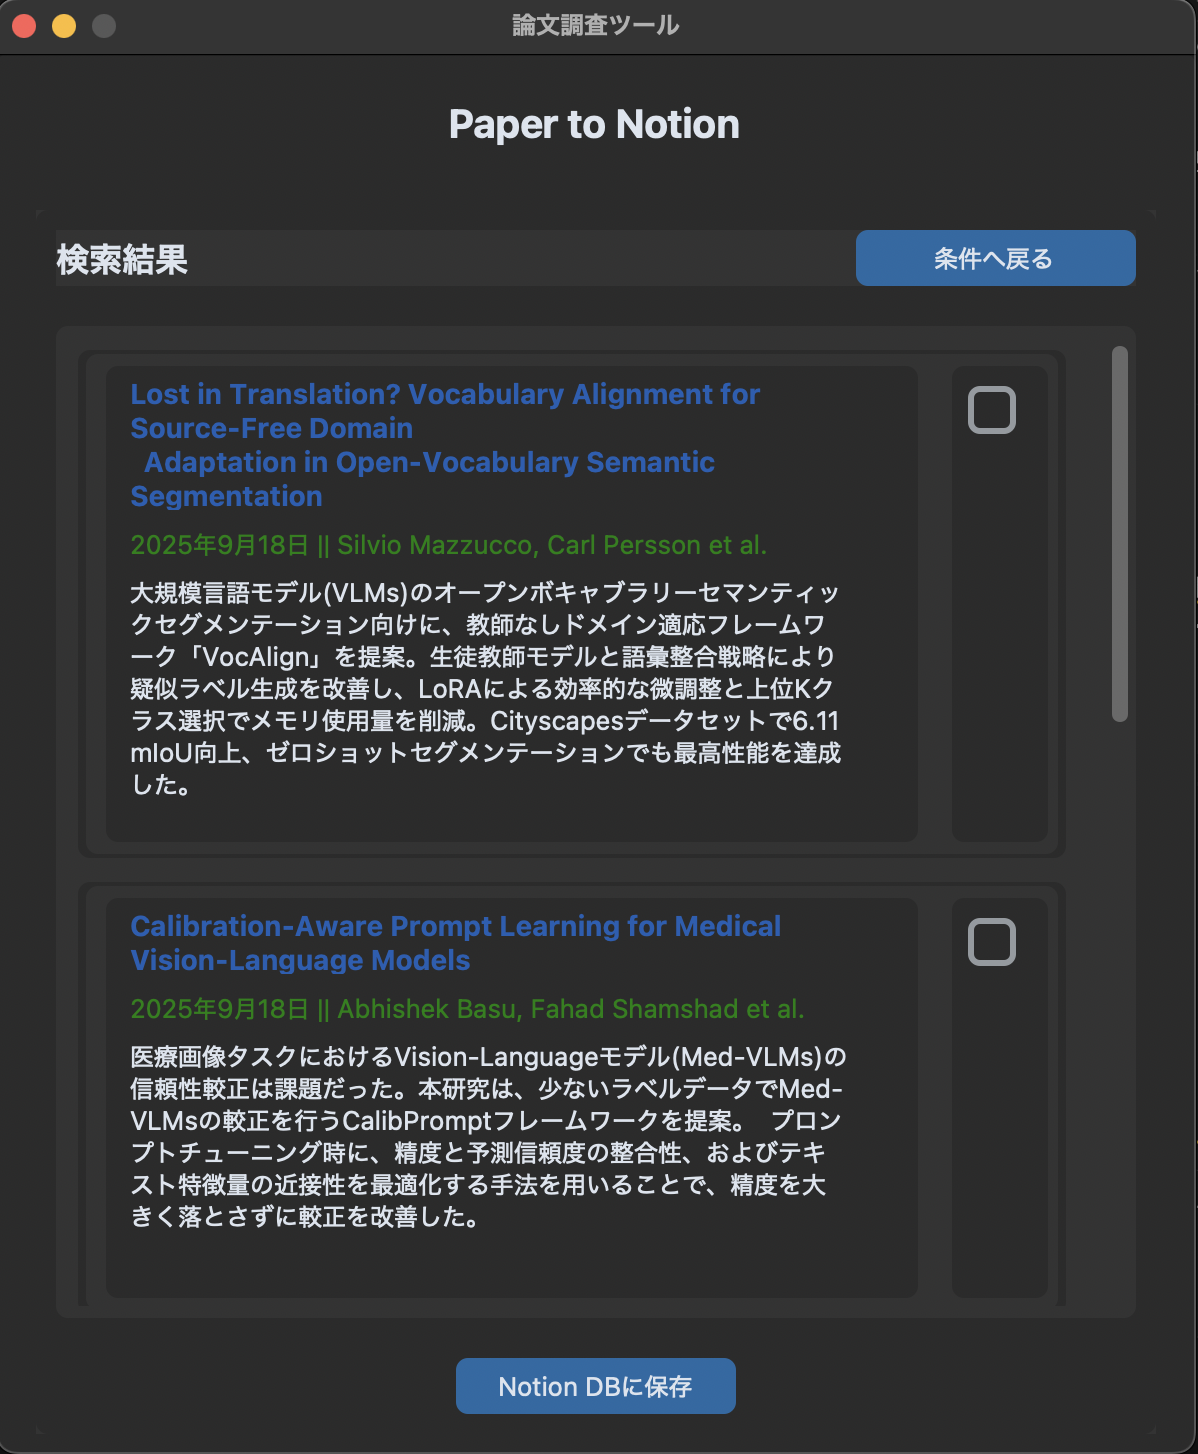 論文調査ツール
Paper to Notion
検索結果
条件へ戻る
Lost in Translation? Vocabulary Alignment for
Source-Free Domain
Adaptation in Open-Vocabulary Semantic
Segmentation
2025年9月18日 || Silvio Mazzucco, Carl Persson et al.
大規模言語モデル(VLMs)のオープンボキャブラリーセマンティッ
クセグメンテーション向けに、教師なしドメイン適応フレームワ
ーク「VocAlign」を提案。生徒教師モデルと語彙整合戦略により
疑似ラベル生成を改善し、LoRAによる効率的な微調整と上位Kク
ラス選択でメモリ使用量を削減。Cityscapesデータセットで6.11
mIoU向上、ゼロショットセグメンテーションでも最高性能を達成
した。
Calibration-Aware Prompt Learning for Medical
Vision-Language Models
2025年9月18日 || Abhishek Basu, Fahad Shamshad et al.
医療画像タスクにおけるVision-Languageモデル(Med-VLMs)の
信頼性較正は課題だった。本研究は、少ないラベルデータでMed-
VLMsの較正を行うCalibPromptフレームワークを提案。 プロン
プトチューニング時に、精度と予測信頼度の整合性、およびテキ
スト特徴量の近接性を最適化する手法を用いることで、精度を大
きく落とさずに較正を改善した。
Notion DBに保存